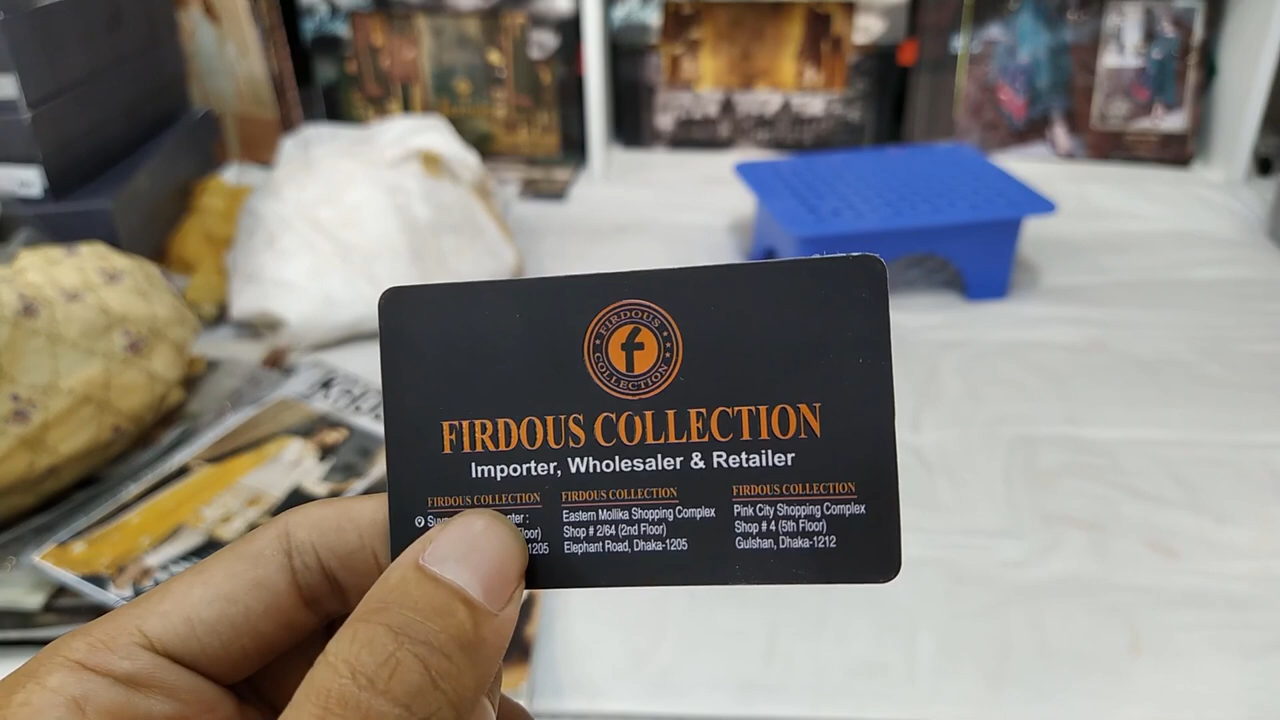 FIRDOUS
f
COLLECTION
FIRDOUS COLLECTION
Importer, Wholesaler & Retailer
FIRDOUS COLLECTION
1205
FIRDOUS COLLECTION
Eastern Mollika Shopping Complex
Shop # 2/64 (2nd Floor)
Elephant Road, Dhaka-1205
FIRDOUS COLLECTION
Pink City Shopping Complex
Shop # 4 (5th Floor)
Gulshan, Dhaka-1212